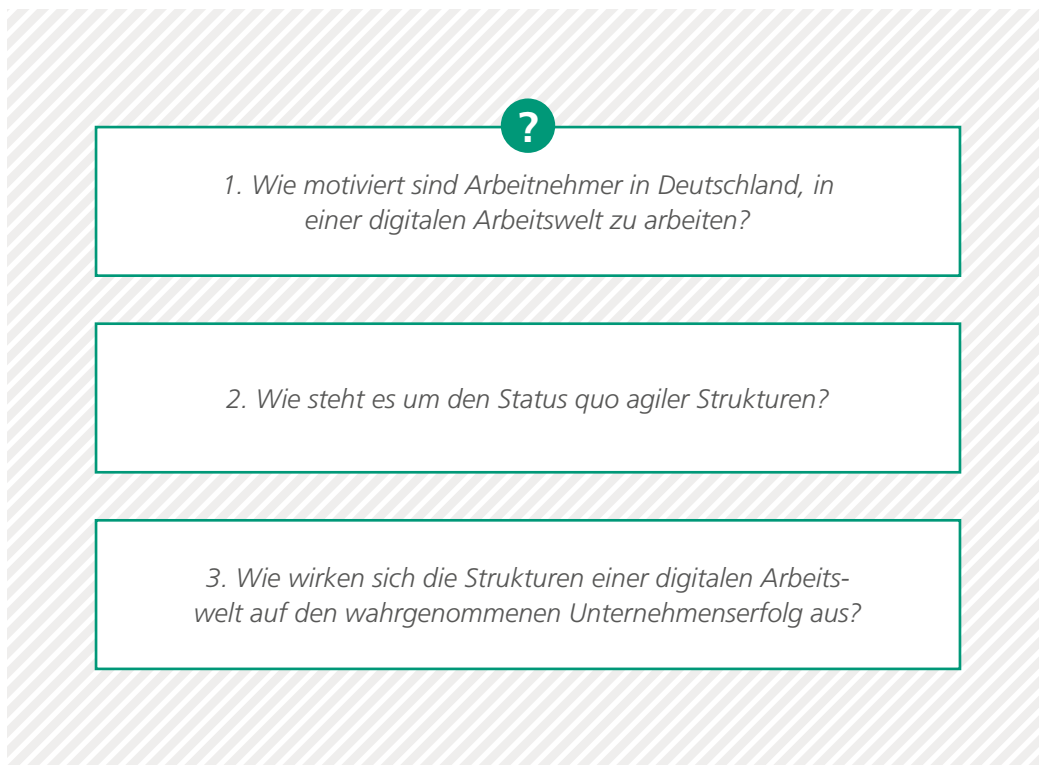 ?
1. Wie motiviert sind Arbeitnehmer in Deutschland, in
einer digitalen Arbeitswelt zu arbeiten?
2. Wie steht es um den Status quo agiler Strukturen?
3. Wie wirken sich die Strukturen einer digitalen Arbeits-
welt auf den wahrgenommenen Unternehmenserfolg aus?